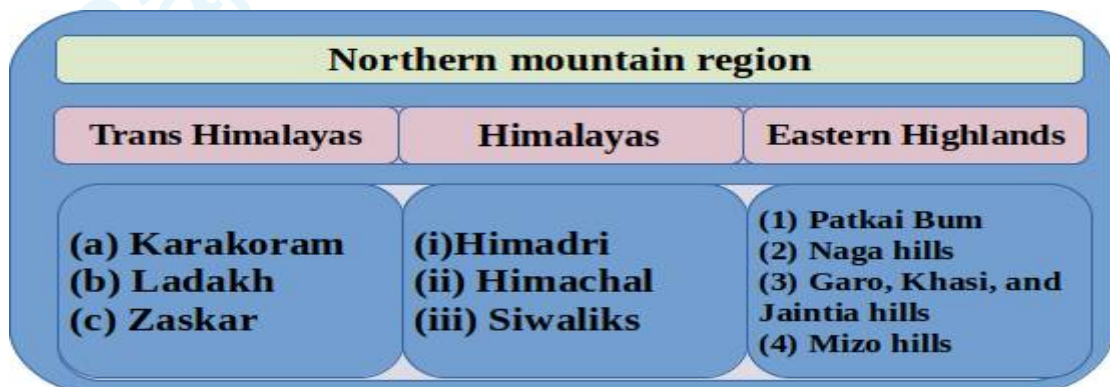 Northern mountain region
Trans Himalayas
Himalayas
Eastern Highlands
(a) Karakoram
(b) Ladakh
(c) Zaskar
(i)Himadri
(ii) Himachal
(iii) Siwaliks
(1) Patkai Bum
(2) Naga hills
(3) Garo, Khasi, and
Jaintia hills
(4) Mizo hills